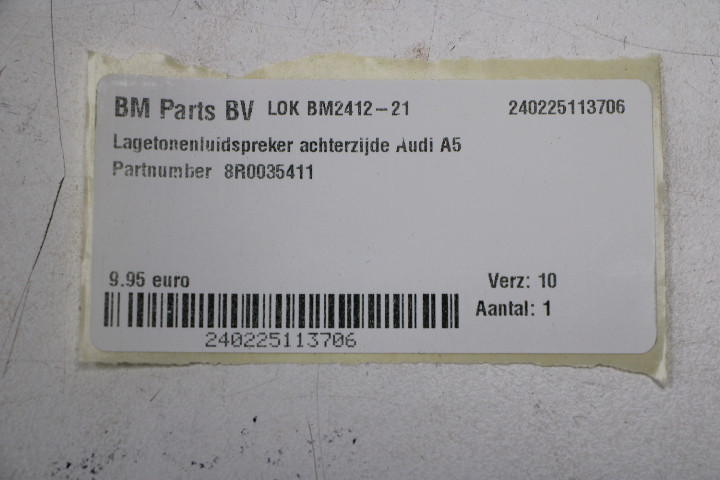 BM Parts BV LOK BM2412-21 240225113706
Lagetonenluidspreker achterzijde Audi A5
Partnumber 8R0035411
9.95 euro Verz: 10
Aantal: 1
240225113706